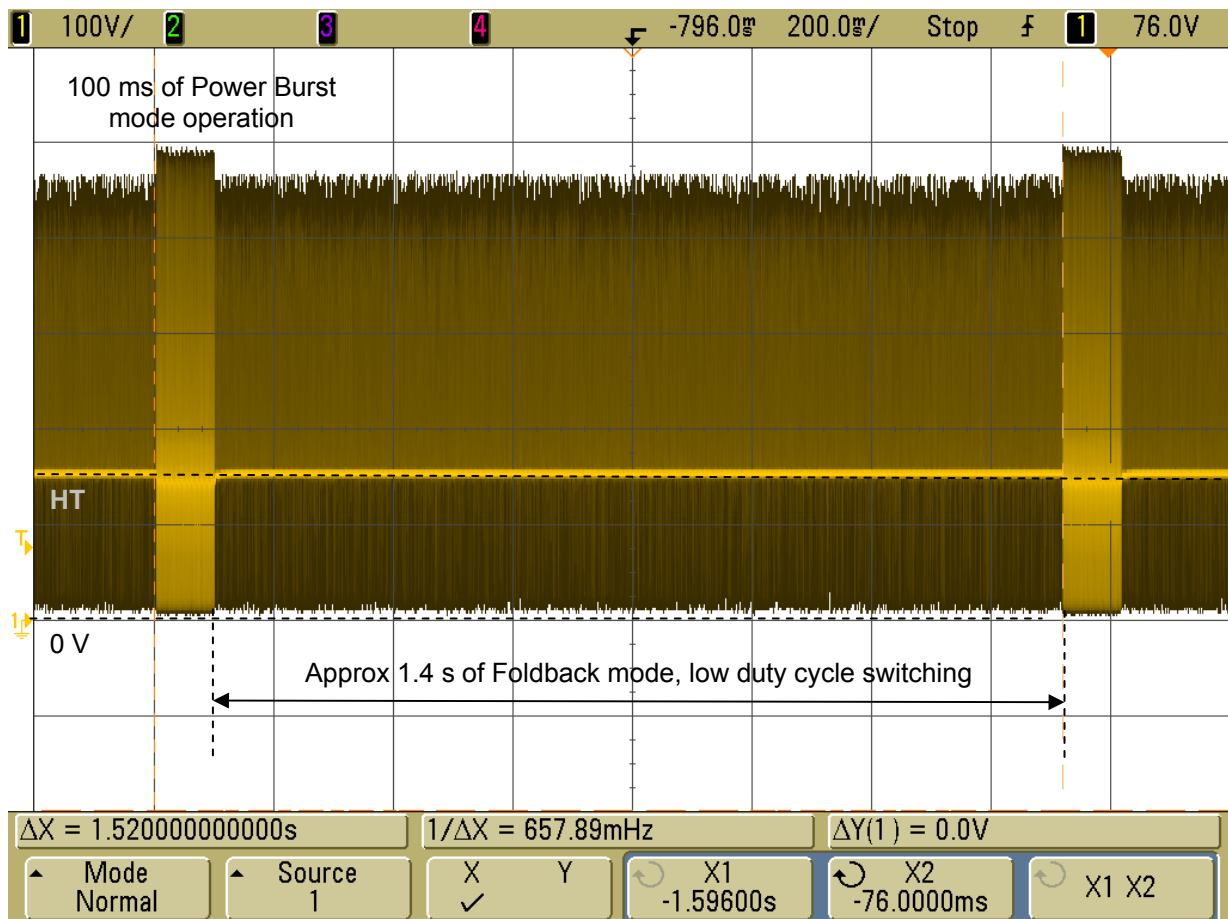 1 100V/ 2 3 4 -796.0ms 200.0ms/ Stop 1 76.0V
100 ms of Power Burst
mode operation
HT
T
1
0 V
Approx 1.4 s of Foldback mode, low duty cycle switching
ΔX = 1.520000000000s 1/ΔX = 657.89mHz ΔY(1) = 0.0V
Mode Source X Y X1 X2 X1 X2
Normal 1 ✓ -1.59600s -76.0000ms